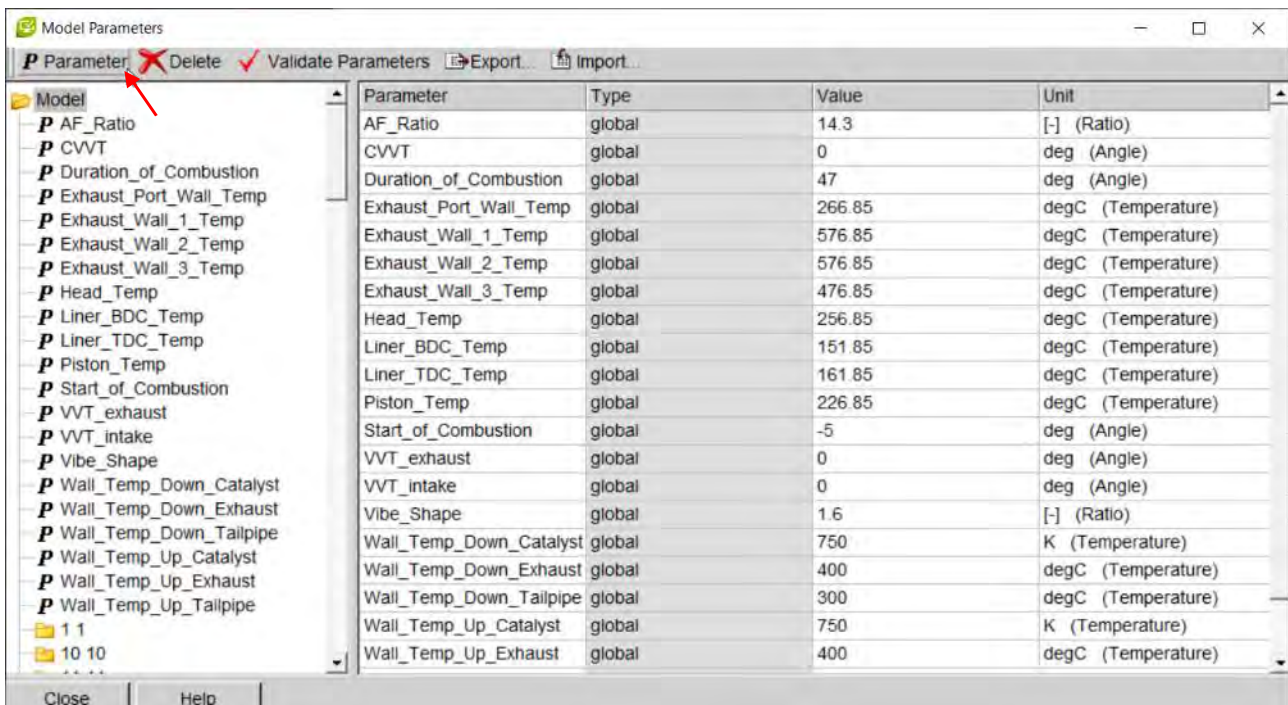 Model Parameters
P Parameter Delete Validate Parameters Export... Import...
Model
P AF_Ratio
P CVVT
P Duration_of_Combustion
P Exhaust_Port_Wall_Temp
P Exhaust_Wall_1_Temp
P Exhaust_Wall_2_Temp
P Exhaust_Wall_3_Temp
P Head_Temp
P Liner_BDC_Temp
P Liner_TDC_Temp
P Piston_Temp
P Start_of_Combustion
P VVT_exhaust
P VVT_intake
P Vibe_Shape
P Wall_Temp_Down_Catalyst
P Wall_Temp_Down_Exhaust
P Wall_Temp_Down_Tailpipe
P Wall_Temp_Up_Catalyst
P Wall_Temp_Up_Exhaust
P Wall_Temp_Up_Tailpipe
1 1
10 10
Parameter Type Value Unit
AF_Ratio global 14.3 [-] (Ratio)
CVVT global 0 deg (Angle)
Duration_of_Combustion global 47 deg (Angle)
Exhaust_Port_Wall_Temp global 266.85 degC (Temperature)
Exhaust_Wall_1_Temp global 576.85 degC (Temperature)
Exhaust_Wall_2_Temp global 576.85 degC (Temperature)
Exhaust_Wall_3_Temp global 476.85 degC (Temperature)
Head_Temp global 256.85 degC (Temperature)
Liner_BDC_Temp global 151.85 degC (Temperature)
Liner_TDC_Temp global 161.85 degC (Temperature)
Piston_Temp global 226.85 degC (Temperature)
Start_of_Combustion global -5 deg (Angle)
VVT_exhaust global 0 deg (Angle)
VVT_intake global 0 deg (Angle)
Vibe_Shape global 1.6 [-] (Ratio)
Wall_Temp_Down_Catalyst global 750 K (Temperature)
Wall_Temp_Down_Exhaust global 400 degC (Temperature)
Wall_Temp_Down_Tailpipe global 300 degC (Temperature)
Wall_Temp_Up_Catalyst global 750 K (Temperature)
Wall_Temp_Up_Exhaust global 400 degC (Temperature)
Close Help